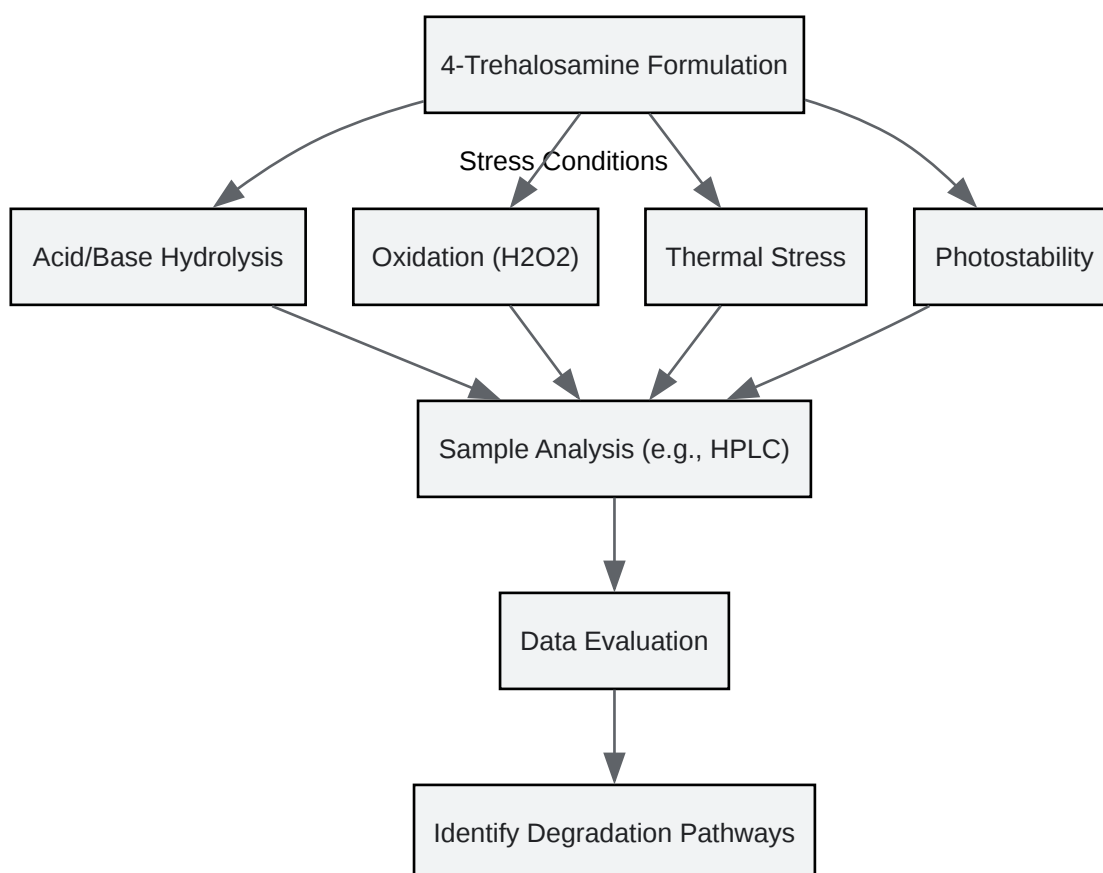 4-Trehalosamine Formulation
Stress Conditions
Acid/Base Hydrolysis
Oxidation (H2O2)
Thermal Stress
Photostability
Sample Analysis (e.g., HPLC)
Data Evaluation
Identify Degradation Pathways